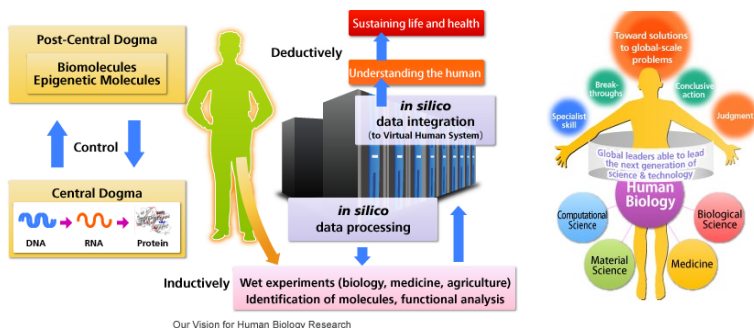 Post-Central Dogma
Biomolecules
Epigenetic Molecules
Control
Central Dogma
DNA
RNA
Protein
Deductively
Sustaining life and health
Understanding the human
in silico
data integration
(to Virtual Human System)
in silico
data processing
Inductively
Wet experiments (biology, medicine, agriculture)
Identification of molecules, functional analysis
Our Vision for Human Biology Research
Toward solutions
to global-scale
problems
Break-
throughs
Conclusive
action
Specialist
skill
Judgment
Global leaders able to lead
the next generation of
science & technology
Human
Biology
Computational
Science
Biological
Science
Material
Science
Medicine